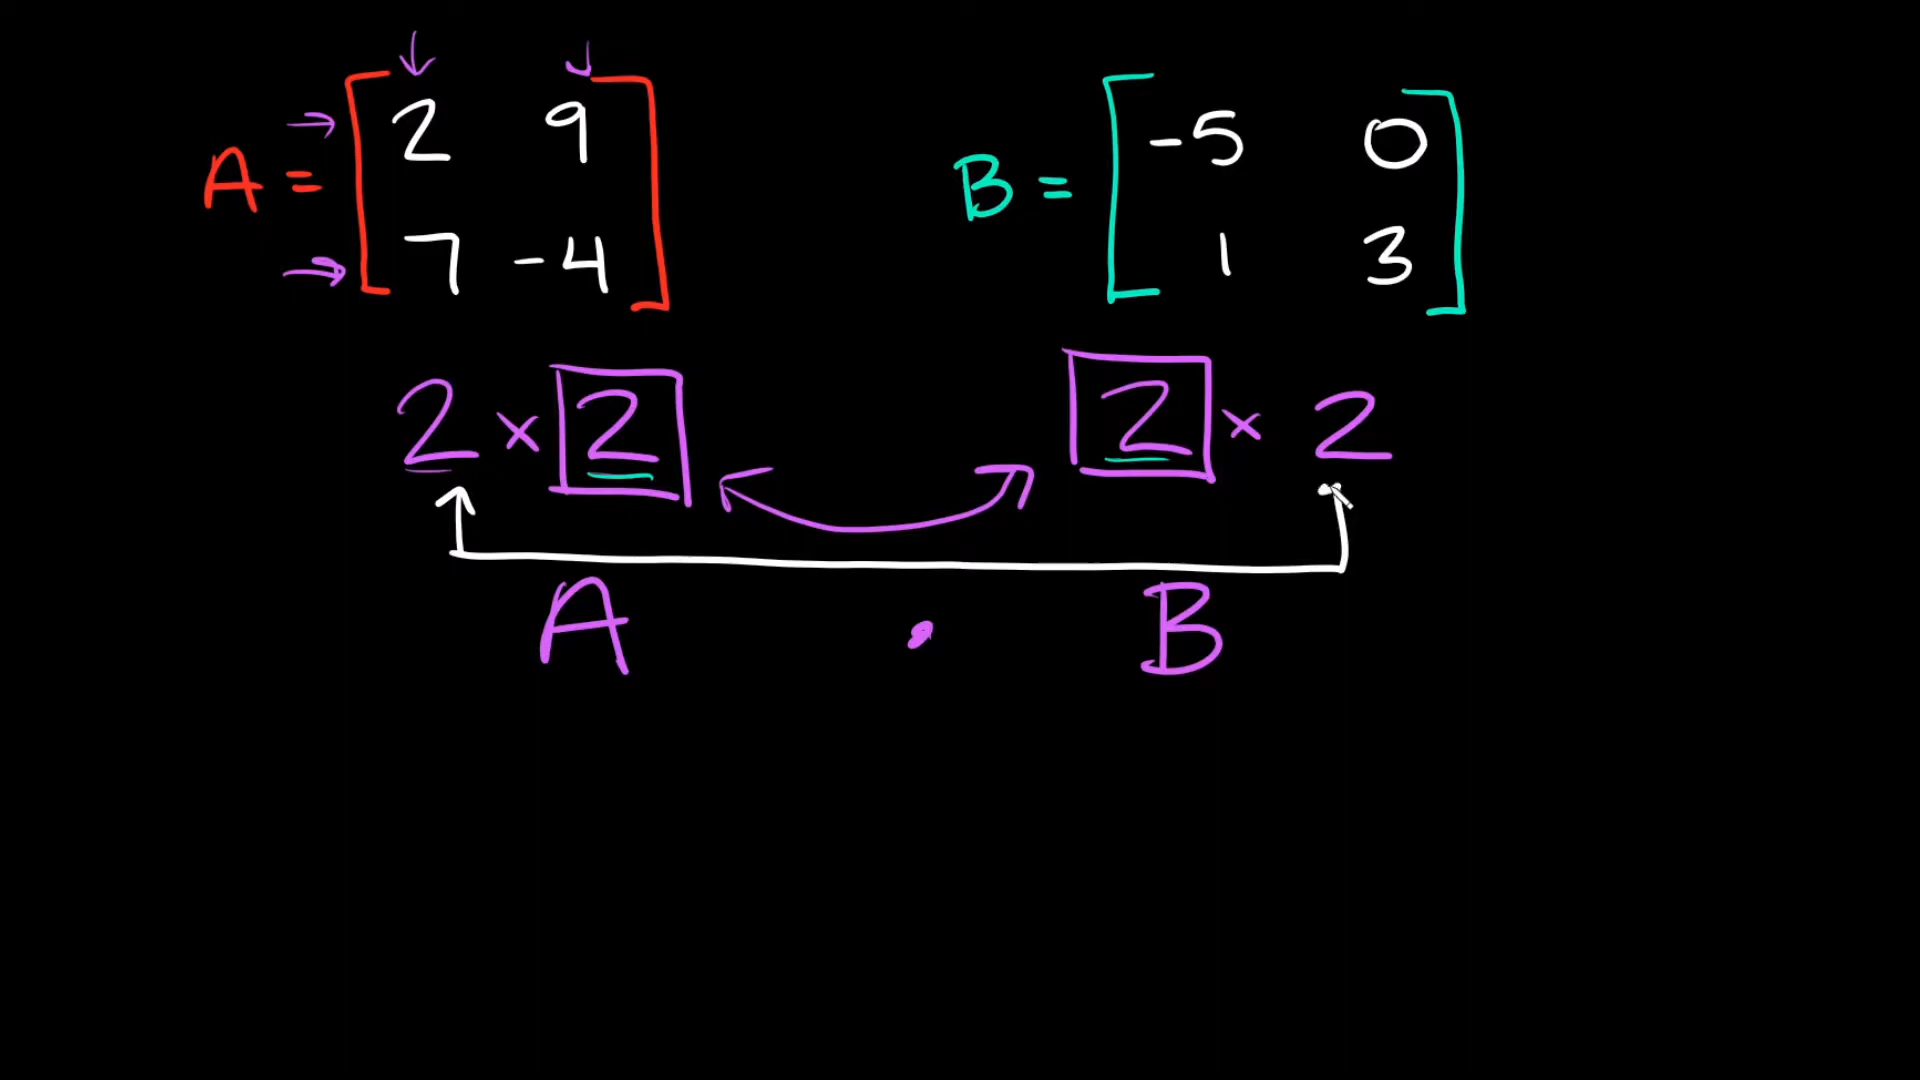 A = [ 2 9
7 -4 ]
B = [ -5 0
1 3 ]
2 × 2
2 × 2
A · B